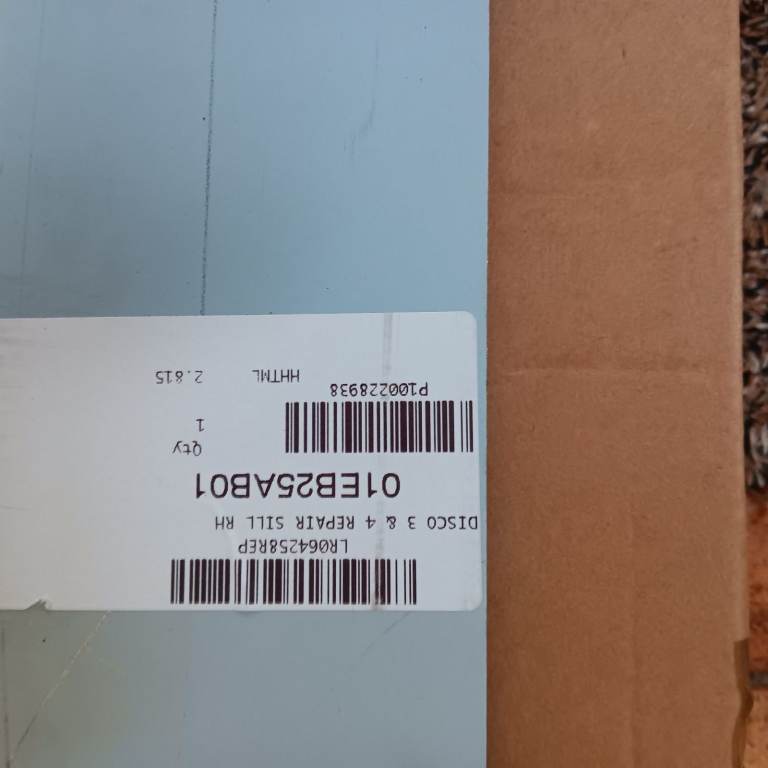 LR064258REP
DISCO 3 & 4 REPAIR SILL RH
01EB25AB01
Qty
1
P100228938
HHTML 2.815